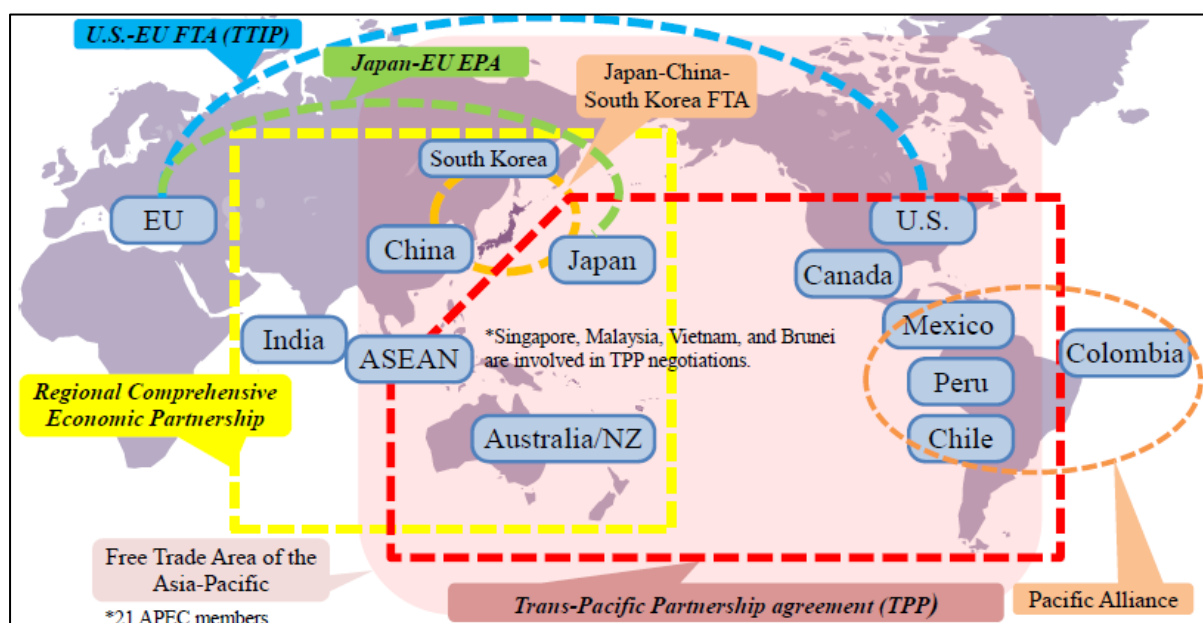 U.S.-EU FTA (TTIP)
Japan-EU EPA
Japan-China-
South Korea FTA
South Korea
EU
China
Japan
U.S.
Canada
India
ASEAN
*Singapore, Malaysia, Vietnam, and Brunei
are involved in TPP negotiations.
Mexico
Colombia
Peru
Regional Comprehensive
Economic Partnership
Australia/NZ
Chile
Free Trade Area of the
Asia-Pacific
*21 APEC members
Trans-Pacific Partnership agreement (TPP)
Pacific Alliance